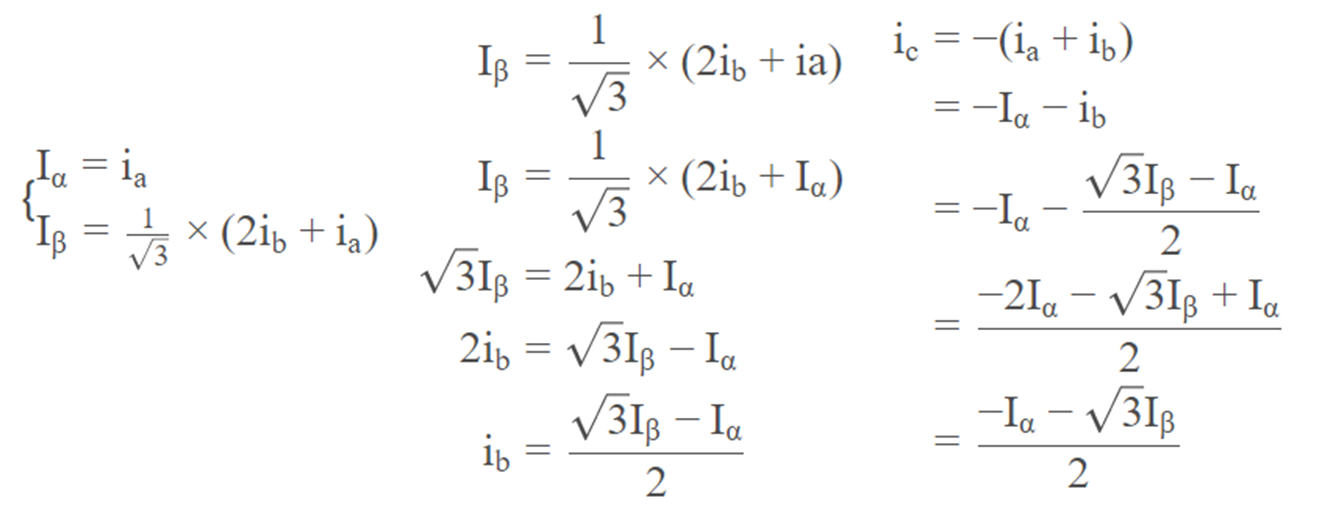 {
Iα = ia
Iβ = 1/√3 × (2ib + ia)
Iβ = 1/√3 × (2ib + ia)
Iβ = 1/√3 × (2ib + Iα)
√3Iβ = 2ib + Iα
2ib = √3Iβ − Iα
ib = (√3Iβ − Iα)/2
ic = −(ia + ib)
= −Iα − ib
= −Iα − (√3Iβ − Iα)/2
= (−2Iα − √3Iβ + Iα)/2
= (−Iα − √3Iβ)/2